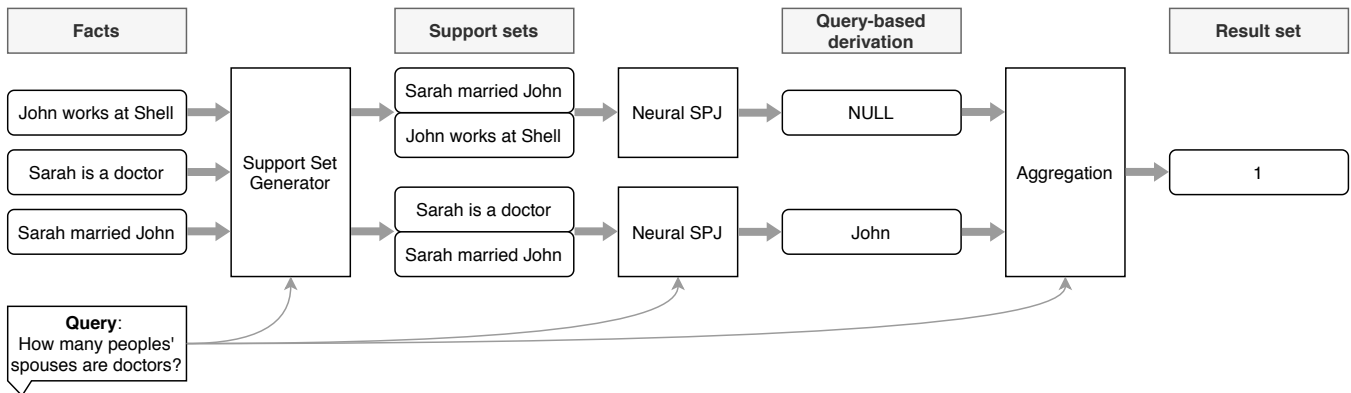 Facts
Support sets
Query-based
derivation
Result set
John works at Shell
Sarah is a doctor
Sarah married John
Support Set
Generator
Sarah married John
John works at Shell
Sarah is a doctor
Sarah married John
Neural SPJ
Neural SPJ
NULL
John
Aggregation
1
Query:
How many peoples'
spouses are doctors?